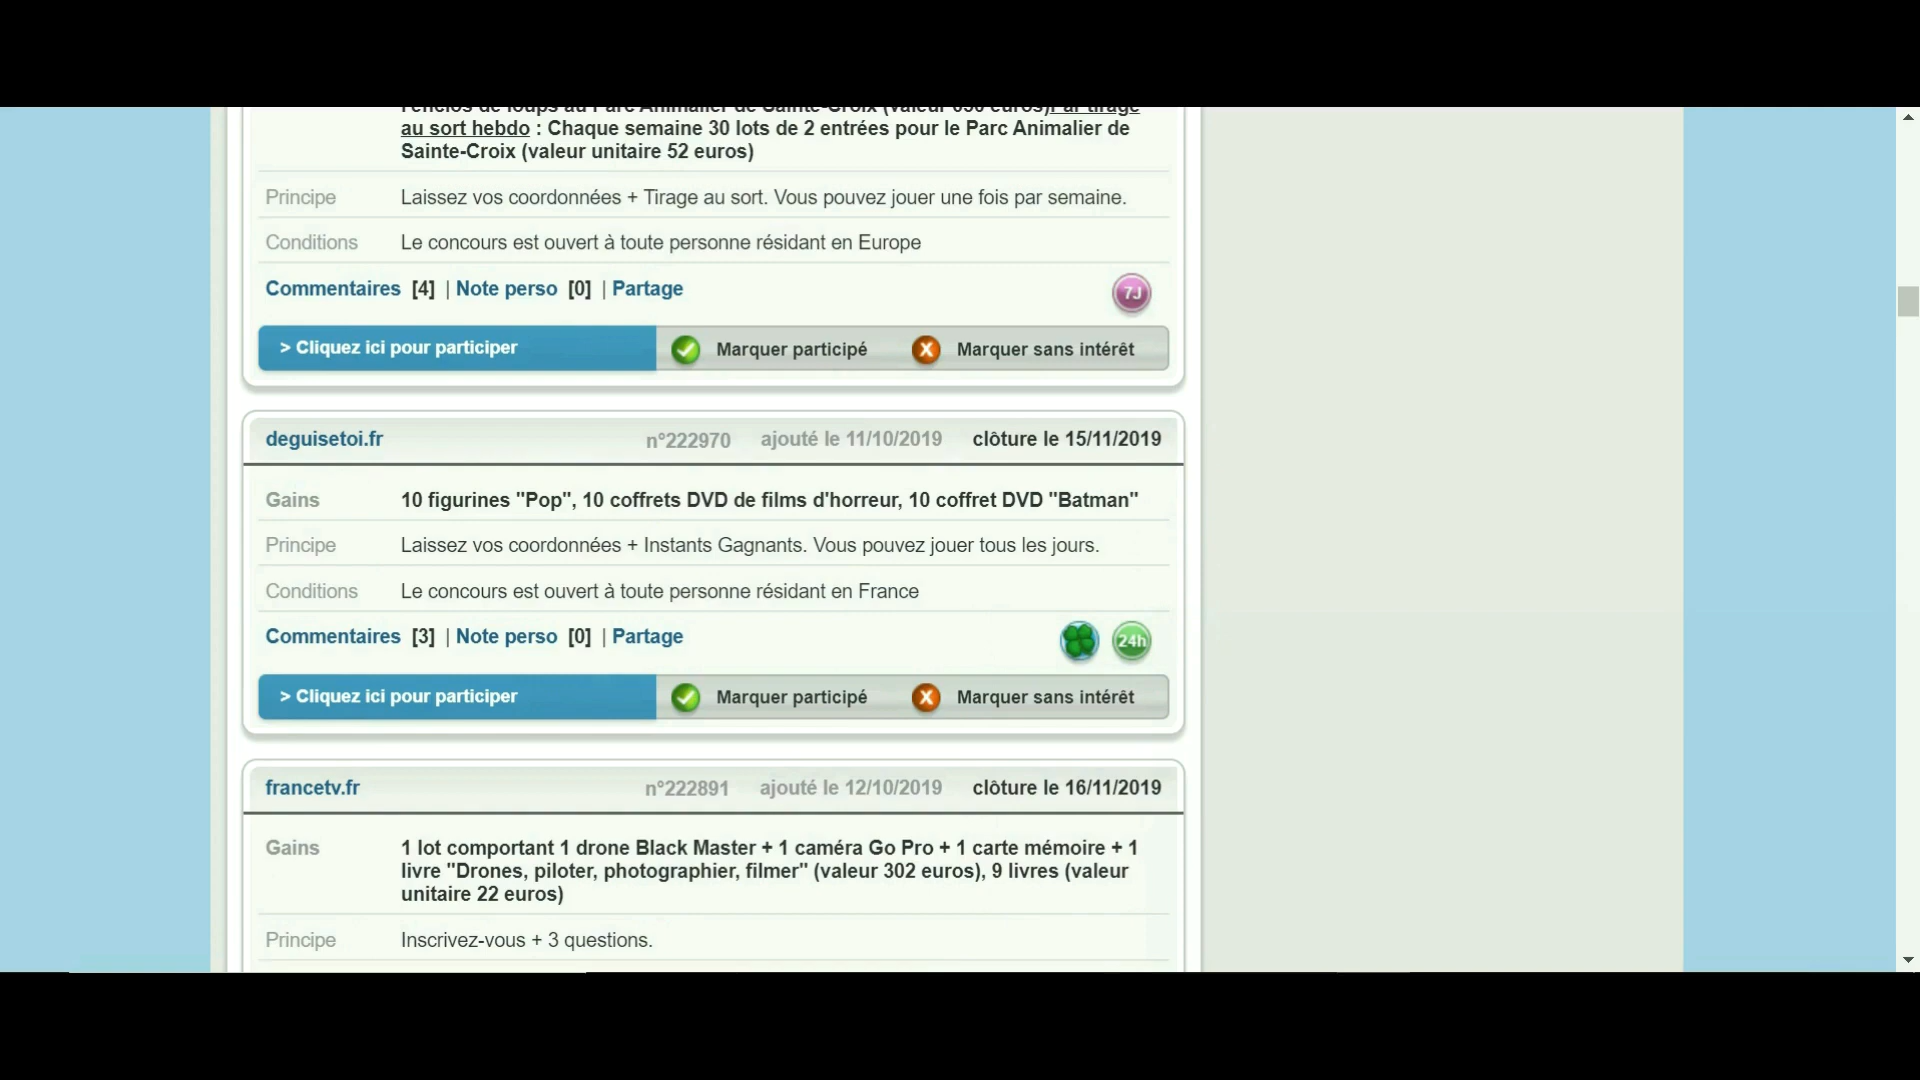 au sort hebdo : Chaque semaine 30 lots de 2 entrées pour le Parc Animalier de
Sainte-Croix (valeur unitaire 52 euros)
Principe Laissez vos coordonnées + Tirage au sort. Vous pouvez jouer une fois par semaine.
Conditions Le concours est ouvert à toute personne résidant en Europe
Commentaires [4] | Note perso [0] | Partage
7J
> Cliquez ici pour participer Marquer participé X Marquer sans intérêt
deguisetoi.fr n°222970 ajouté le 11/10/2019 clôture le 15/11/2019
Gains 10 figurines "Pop", 10 coffrets DVD de films d'horreur, 10 coffret DVD "Batman"
Principe Laissez vos coordonnées + Instants Gagnants. Vous pouvez jouer tous les jours.
Conditions Le concours est ouvert à toute personne résidant en France
Commentaires [3] | Note perso [0] | Partage
24h
> Cliquez ici pour participer Marquer participé X Marquer sans intérêt
francetv.fr n°222891 ajouté le 12/10/2019 clôture le 16/11/2019
Gains 1 lot comportant 1 drone Black Master + 1 caméra Go Pro + 1 carte mémoire + 1
livre "Drones, piloter, photographier, filmer" (valeur 302 euros), 9 livres (valeur
unitaire 22 euros)
Principe Inscrivez-vous + 3 questions.